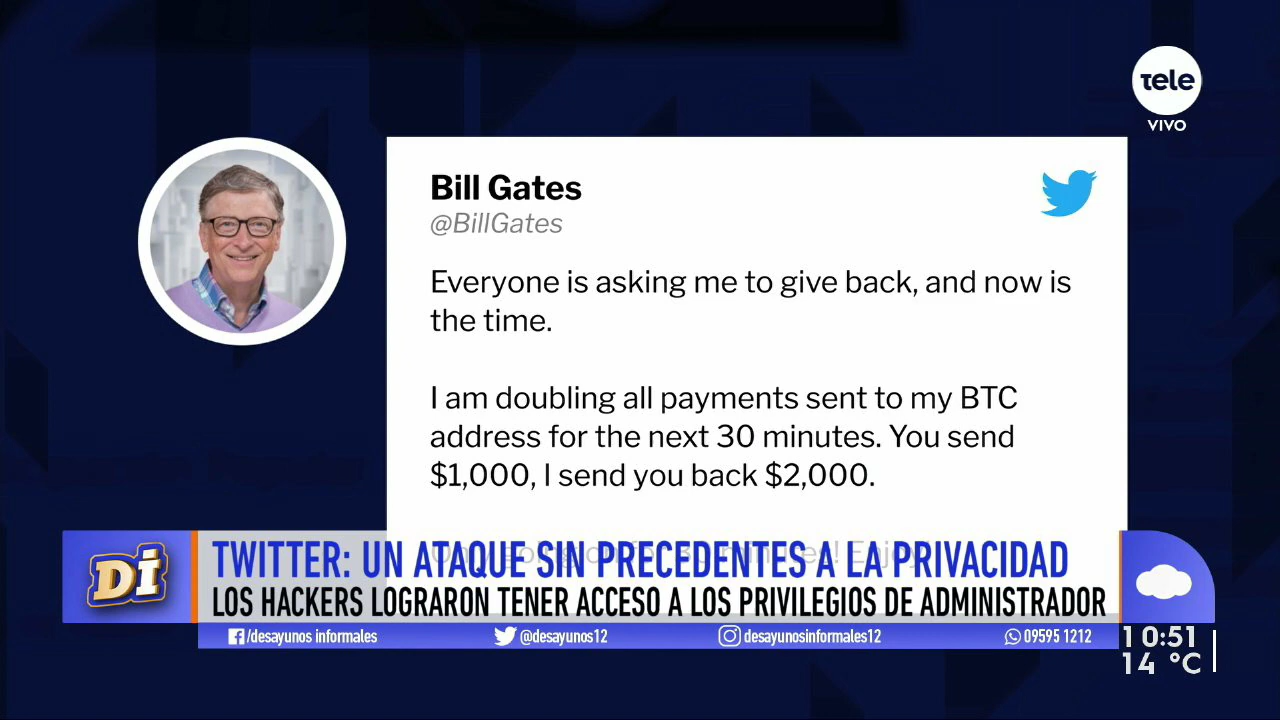 tele
VIVO
Bill Gates
@BillGates
Everyone is asking me to give back, and now is
the time.
I am doubling all payments sent to my BTC
address for the next 30 minutes. You send
$1,000, I send you back $2,000.
Enjoy!
DI
TWITTER: UN ATAQUE SIN PRECEDENTES A LA PRIVACIDAD
LOS HACKERS LOGRARON TENER ACCESO A LOS PRIVILEGIOS DE ADMINISTRADOR
/desayunos informales
@desayunos12
desayunosinformales12
09595 1212
10:51
14 °C